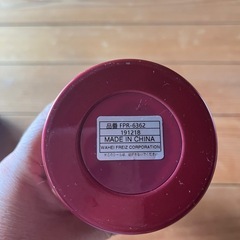 品番 FPR-6362
191218
MADE IN CHINA
WAHEI FREIZ CORPORATION